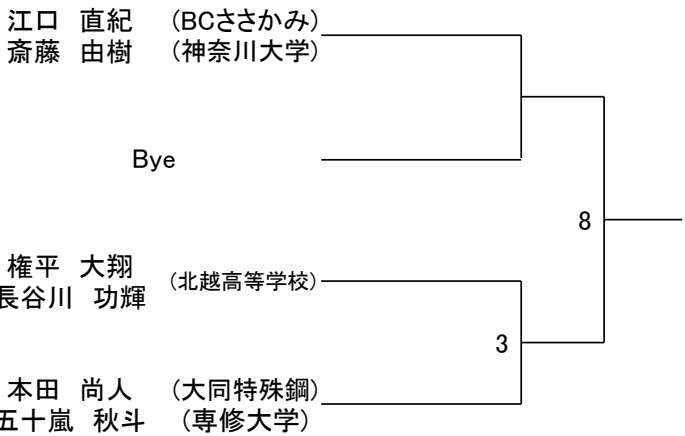 江口 直紀 (BCささかみ)
斎藤 由樹 (神奈川大学)
Bye
8
権平 大翔
(北越高等学校)
長谷川 功輝
3
本田 尚人 (大同特殊鋼)
五十嵐 秋斗 (専修大学)